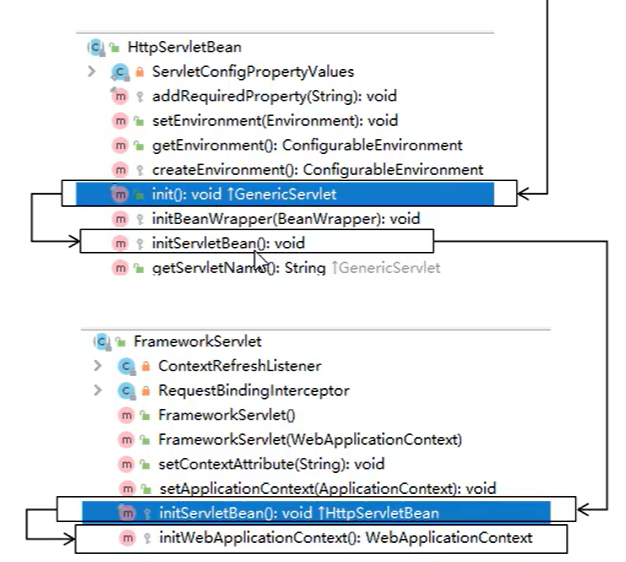 HttpServletBean
ServletConfigPropertyValues
addRequiredProperty(String): void
setEnvironment(Environment): void
getEnvironment(): ConfigurableEnvironment
createEnvironment(): ConfigurableEnvironment
init(): void ↑GenericServlet
initBeanWrapper(BeanWrapper): void
initServletBean(): void
getServletName(): String ↑GenericServlet
FrameworkServlet
ContextRefreshListener
RequestBindingInterceptor
FrameworkServlet()
FrameworkServlet(WebApplicationContext)
setContextAttribute(String): void
setApplicationContext(ApplicationContext): void
initServletBean(): void ↑HttpServletBean
initWebApplicationContext(): WebApplicationContext